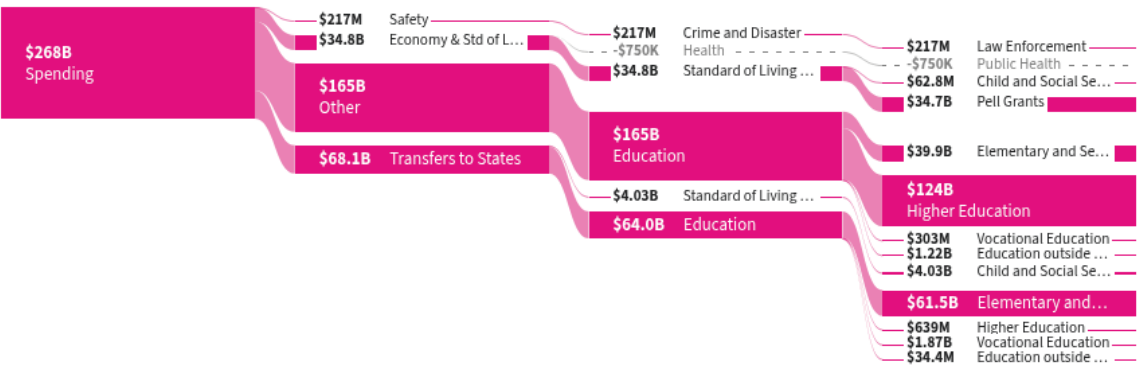 $268B
Spending
$217M Safety
$34.8B Economy & Std of L...
$165B
Other
$68.1B Transfers to States
$217M Crime and Disaster
-$750K Health
$34.8B Standard of Living ...
$165B
Education
$4.03B Standard of Living ...
$64.0B Education
$217M Law Enforcement
-$750K Public Health
$62.8M Child and Social Se...
$34.7B Pell Grants
$39.9B Elementary and Se...
$124B
Higher Education
$303M Vocational Education
$1.22B Education outside ...
$4.03B Child and Social Se...
$61.5B Elementary and...
$639M Higher Education
$1.87B Vocational Education
$34.4M Education outside ...